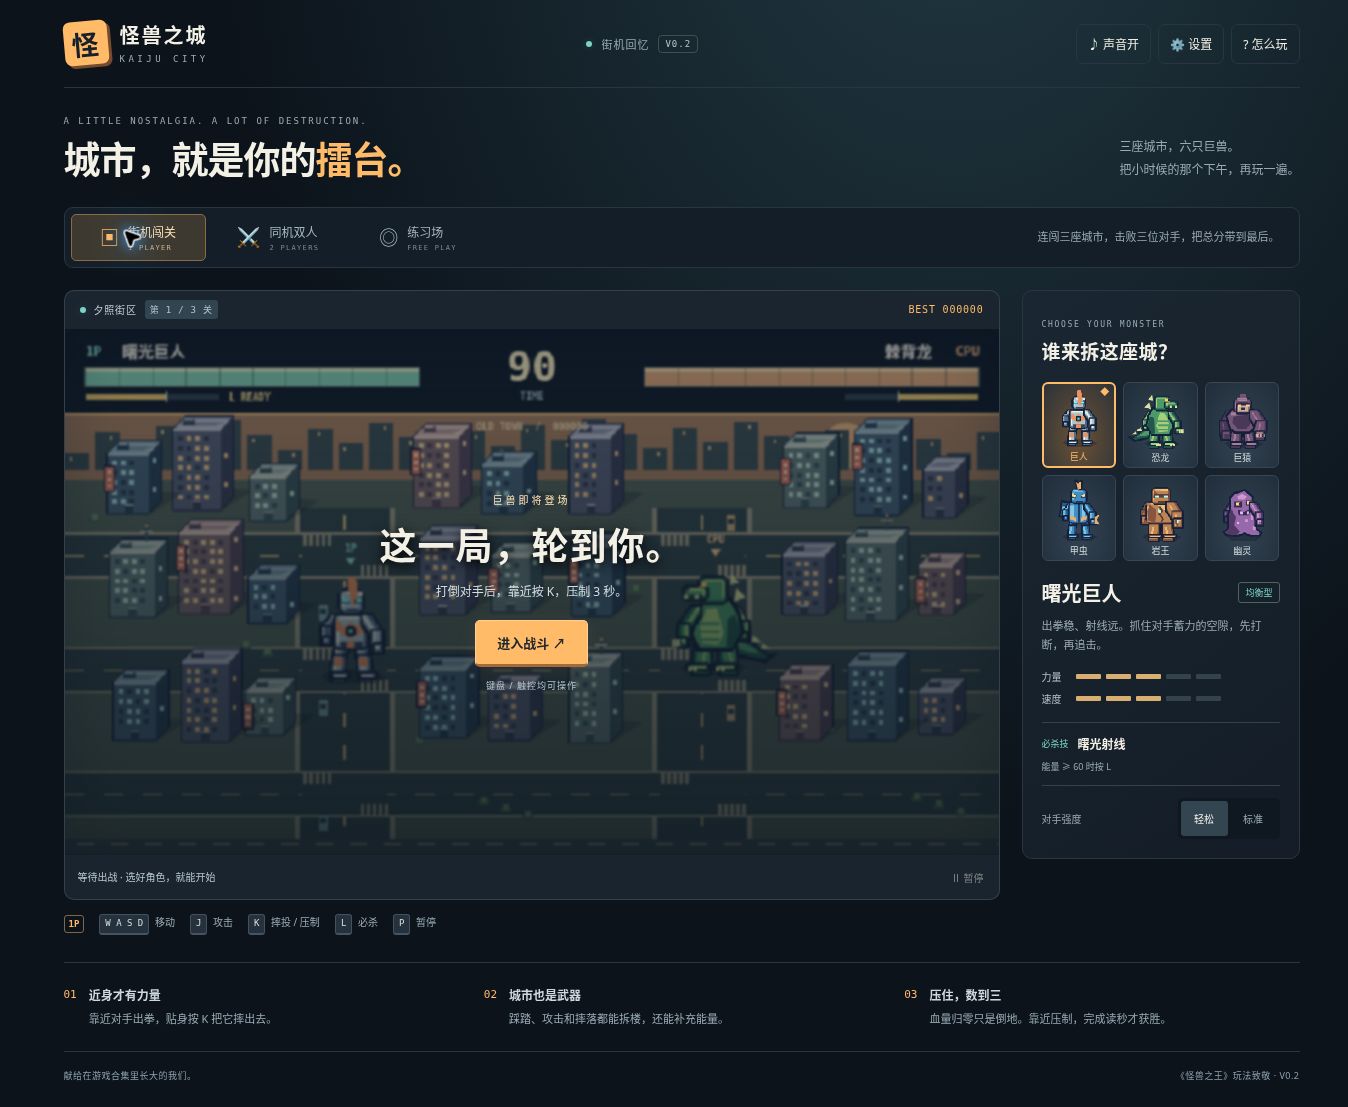 怪
怪兽之城
KAIJU CITY
街机回忆 V0.2
♪ 声音开
⚙️ 设置
? 怎么玩
A LITTLE NOSTALGIA. A LOT OF DESTRUCTION.
城市，就是你的擂台。
三座城市，六只巨兽。
把小时候的那个下午，再玩一遍。
街机闯关
PLAYER
同机双人
2 PLAYERS
练习场
FREE PLAY
连闯三座城市，击败三位对手，把总分带到最后。
夕照街区 第 1 / 3 关
BEST 000000
1P 曙光巨人
90
TIME
棘背龙 CPU
L READY
OLD TOWN / 000000
1P
CPU
巨兽即将登场
这一局，轮到你。
打倒对手后，靠近按 K，压制 3 秒。
进入战斗 ↗
键盘 / 触控均可操作
等待出战 · 选好角色，就能开始
II 暂停
CHOOSE YOUR MONSTER
谁来拆这座城?
巨人
恐龙
巨猿
甲虫
岩王
幽灵
曙光巨人
均衡型
出拳稳、射线远。抓住对手蓄力的空隙，先打
断，再追击。
力量
速度
必杀技 曙光射线
能量 ≥ 60 时按 L
对手强度
轻松
标准
1P W A S D 移动 J 攻击 K 摔投 / 压制 L 必杀 P 暂停
01 近身才有力量
靠近对手出拳，贴身按 K 把它摔出去。
02 城市也是武器
踩踏、攻击和摔落都能拆楼，还能补充能量。
03 压住，数到三
血量归零只是倒地。靠近压制，完成读秒才获胜。
献给在游戏合集里长大的我们。
《怪兽之王》玩法致敬 · V0.2